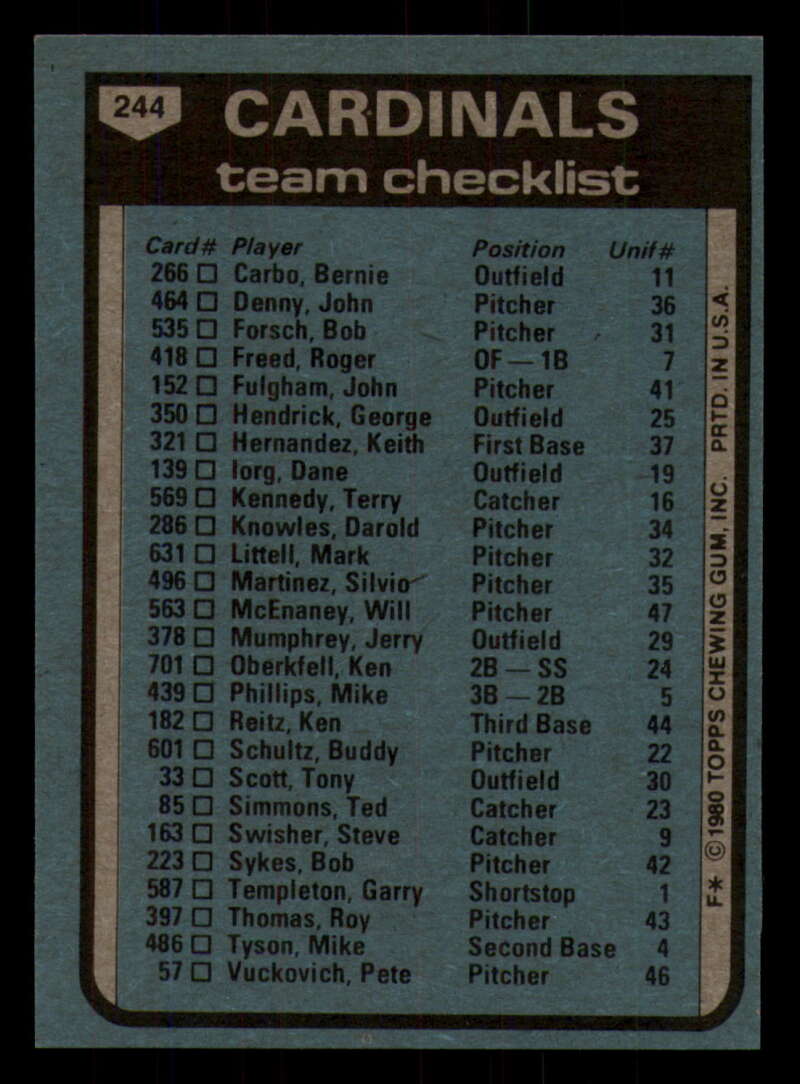 244
CARDINALS
team checklist
Card# Player Position Unif#
266 □ Carbo, Bernie Outfield 11
464 □ Denny, John Pitcher 36
535 □ Forsch, Bob Pitcher 31
418 □ Freed, Roger OF — 1B 7
152 □ Fulgham, John Pitcher 41
350 □ Hendrick, George Outfield 25
321 □ Hernandez, Keith First Base 37
139 □ Iorg, Dane Outfield 19
569 □ Kennedy, Terry Catcher 16
286 □ Knowles, Darold Pitcher 34
631 □ Littell, Mark Pitcher 32
496 □ Martinez, Silvio Pitcher 35
563 □ McEnaney, Will Pitcher 47
378 □ Mumphrey, Jerry Outfield 29
701 □ Oberkfell, Ken 2B — SS 24
439 □ Phillips, Mike 3B — 2B 5
182 □ Reitz, Ken Third Base 44
601 □ Schultz, Buddy Pitcher 22
33 □ Scott, Tony Outfield 30
85 □ Simmons, Ted Catcher 23
163 □ Swisher, Steve Catcher 9
223 □ Sykes, Bob Pitcher 42
587 □ Templeton, Garry Shortstop 1
397 □ Thomas, Roy Pitcher 43
486 □ Tyson, Mike Second Base 4
57 □ Vuckovich, Pete Pitcher 46
F* © 1980 TOPPS CHEWING GUM, INC. PRTD. IN U.S.A.